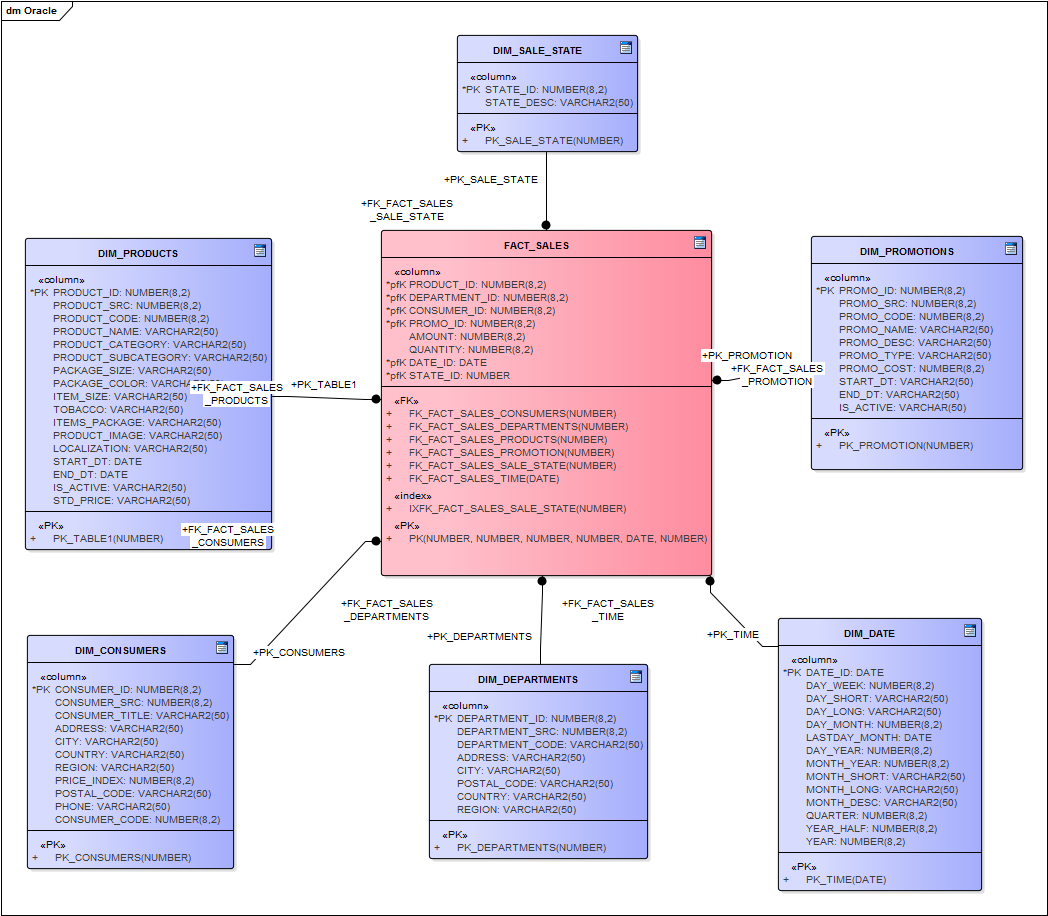 dm Oracle
DIM_SALE_STATE
«column»
*PK STATE_ID: NUMBER(8,2)
STATE_DESC: VARCHAR2(50)
«PK»
+ PK_SALE_STATE(NUMBER)
+PK_SALE_STATE
+FK_FACT_SALES
_SALE_STATE
DIM_PRODUCTS
«column»
*PK PRODUCT_ID: NUMBER(8,2)
PRODUCT_SRC: NUMBER(8,2)
PRODUCT_CODE: NUMBER(8,2)
PRODUCT_NAME: VARCHAR2(50)
PRODUCT_CATEGORY: VARCHAR2(50)
PRODUCT_SUBCATEGORY: VARCHAR2(50)
PACKAGE_SIZE: VARCHAR2(50)
PACKAGE_COLOR: VARCHA
ITEM_SIZE: VARCHAR2(50)
TOBACCO: VARCHAR2(50)
ITEMS_PACKAGE: VARCHAR2(50)
PRODUCT_IMAGE: VARCHAR2(50)
LOCALIZATION: VARCHAR2(50)
START_DT: DATE
END_DT: DATE
IS_ACTIVE: VARCHAR2(50)
STD_PRICE: VARCHAR2(50)
«PK»
+ PK_TABLE1(NUMBER)
+FK_FACT_SALES
_PRODUCTS
+PK_TABLE1
+FK_FACT_SALES
_CONSUMERS
FACT_SALES
«column»
*pfK PRODUCT_ID: NUMBER(8,2)
*pfK DEPARTMENT_ID: NUMBER(8,2)
*pfK CONSUMER_ID: NUMBER(8,2)
*pfK PROMO_ID: NUMBER(8,2)
AMOUNT: NUMBER(8,2)
QUANTITY: NUMBER(8,2)
*pfK DATE_ID: DATE
*pfK STATE_ID: NUMBER
«FK»
+ FK_FACT_SALES_CONSUMERS(NUMBER)
+ FK_FACT_SALES_DEPARTMENTS(NUMBER)
+ FK_FACT_SALES_PRODUCTS(NUMBER)
+ FK_FACT_SALES_PROMOTION(NUMBER)
+ FK_FACT_SALES_SALE_STATE(NUMBER)
+ FK_FACT_SALES_TIME(DATE)
«index»
+ IXFK_FACT_SALES_SALE_STATE(NUMBER)
«PK»
+ PK(NUMBER, NUMBER, NUMBER, NUMBER, DATE, NUMBER)
+PK_PROMOTION
+FK_FACT_SALES
_PROMOTION
DIM_PROMOTIONS
«column»
*PK PROMO_ID: NUMBER(8,2)
PROMO_SRC: NUMBER(8,2)
PROMO_CODE: NUMBER(8,2)
PROMO_NAME: VARCHAR2(50)
PROMO_DESC: VARCHAR2(50)
PROMO_TYPE: VARCHAR2(50)
PROMO_COST: NUMBER(8,2)
START_DT: VARCHAR2(50)
END_DT: VARCHAR2(50)
IS_ACTIVE: VARCHAR2(50)
«PK»
+ PK_PROMOTION(NUMBER)
+FK_FACT_SALES
_DEPARTMENTS
+PK_DEPARTMENTS
+FK_FACT_SALES
_TIME
+PK_TIME
+PK_CONSUMERS
DIM_CONSUMERS
«column»
*PK CONSUMER_ID: NUMBER(8,2)
CONSUMER_SRC: NUMBER(8,2)
CONSUMER_TITLE: VARCHAR2(50)
ADDRESS: VARCHAR2(50)
CITY: VARCHAR2(50)
COUNTRY: VARCHAR2(50)
REGION: VARCHAR2(50)
PRICE_INDEX: NUMBER(8,2)
POSTAL_CODE: VARCHAR2(50)
PHONE: VARCHAR2(50)
CONSUMER_CODE: NUMBER(8,2)
«PK»
+ PK_CONSUMERS(NUMBER)
DIM_DEPARTMENTS
«column»
*PK DEPARTMENT_ID: NUMBER(8,2)
DEPARTMENT_SRC: NUMBER(8,2)
DEPARTMENT_CODE: VARCHAR2(50)
ADDRESS: VARCHAR2(50)
CITY: VARCHAR2(50)
POSTAL_CODE: VARCHAR2(50)
COUNTRY: VARCHAR2(50)
REGION: VARCHAR2(50)
«PK»
+ PK_DEPARTMENTS(NUMBER)
DIM_DATE
«column»
*PK DATE_ID: DATE
DAY_WEEK: NUMBER(8,2)
DAY_SHORT: VARCHAR2(50)
DAY_LONG: VARCHAR2(50)
DAY_MONTH: NUMBER(8,2)
LASTDAY_MONTH: DATE
DAY_YEAR: NUMBER(8,2)
MONTH_YEAR: NUMBER(8,2)
MONTH_SHORT: VARCHAR2(50)
MONTH_LONG: VARCHAR2(50)
MONTH_DESC: VARCHAR2(50)
QUARTER: NUMBER(8,2)
YEAR_HALF: NUMBER(8,2)
YEAR: NUMBER(8,2)
«PK»
+ PK_TIME(DATE)